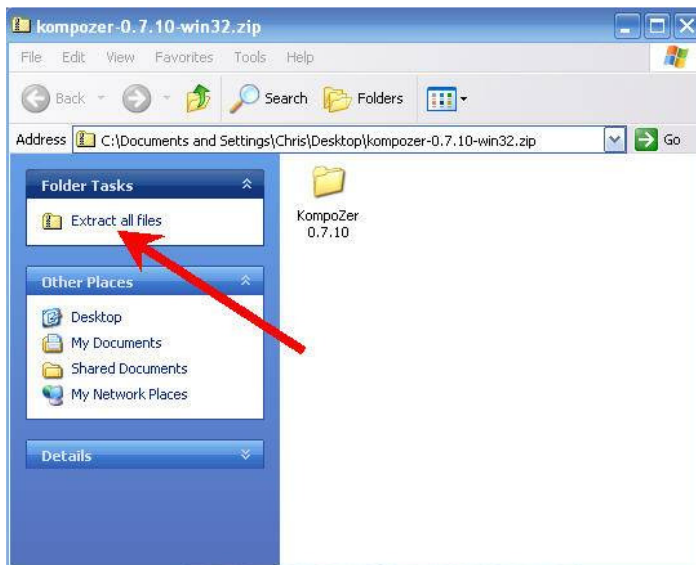 kompozer-0.7.10-win32.zip
File Edit View Favorites Tools Help
Back Search Folders
Address C:\Documents and Settings\Chris\Desktop\kompozer-0.7.10-win32.zip Go
Folder Tasks
Extract all files
KompoZer
0.7.10
Other Places
Desktop
My Documents
Shared Documents
My Network Places
Details